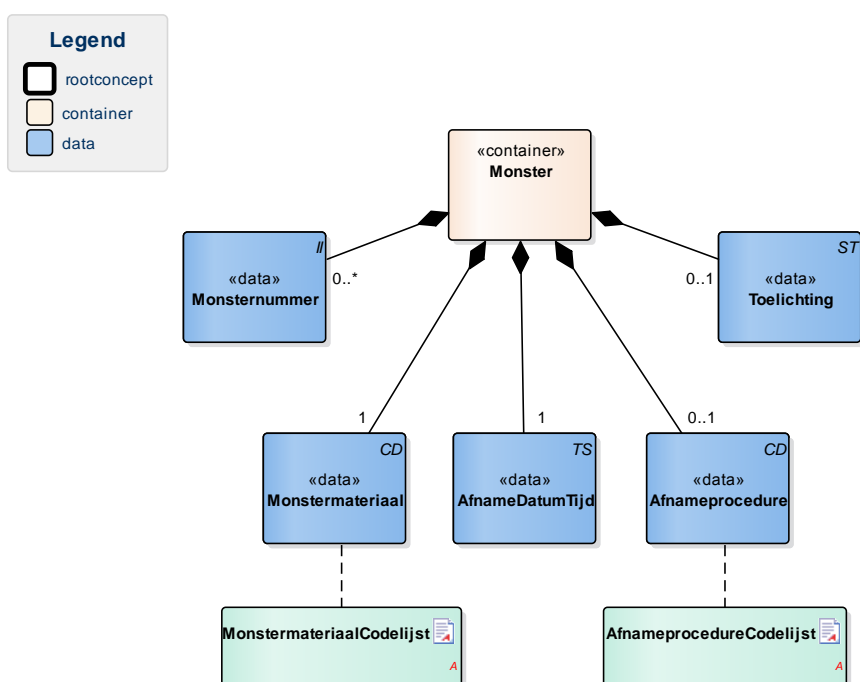 Legend
rootconcept
container
data
«container»
Monster
II
«data»
Monsternummer
0..*
ST
«data»
Toelichting
0..1
1
1
0..1
CD
«data»
Monstermateriaal
TS
«data»
AfnameDatumTijd
CD
«data»
Afnameprocedure
MonstermateriaalCodelijst
A
AfnameprocedureCodelijst
A